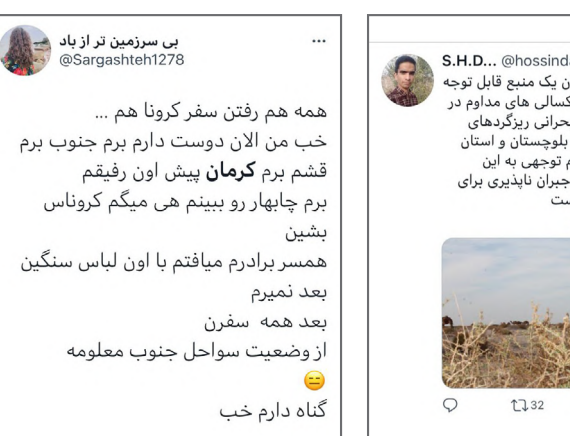 بی سرزمین تر از باد
@Sargashteh1278
...
همه هم رفتن سفر کرونا هم ...
خب من الان دوست دارم برم جنوب برم
قشم برم کرمان پیش اون رفیقم
برم چابهار رو ببینم هی میگم کروناس
بشین
همسر برادرم میافتم با اون لباس سنگین
بعد نمیرم
بعد همه سفرن
از وضعیت سواحل جنوب معلومه
😑
گناه دارم خب
S.H.D... @hossind
ن یک منبع قابل توجه
کسالی های مداوم در
حرانی ریزگردهای
بلوچستان و استان
م توجهی به این
جبران ناپذیری برای
ست
32